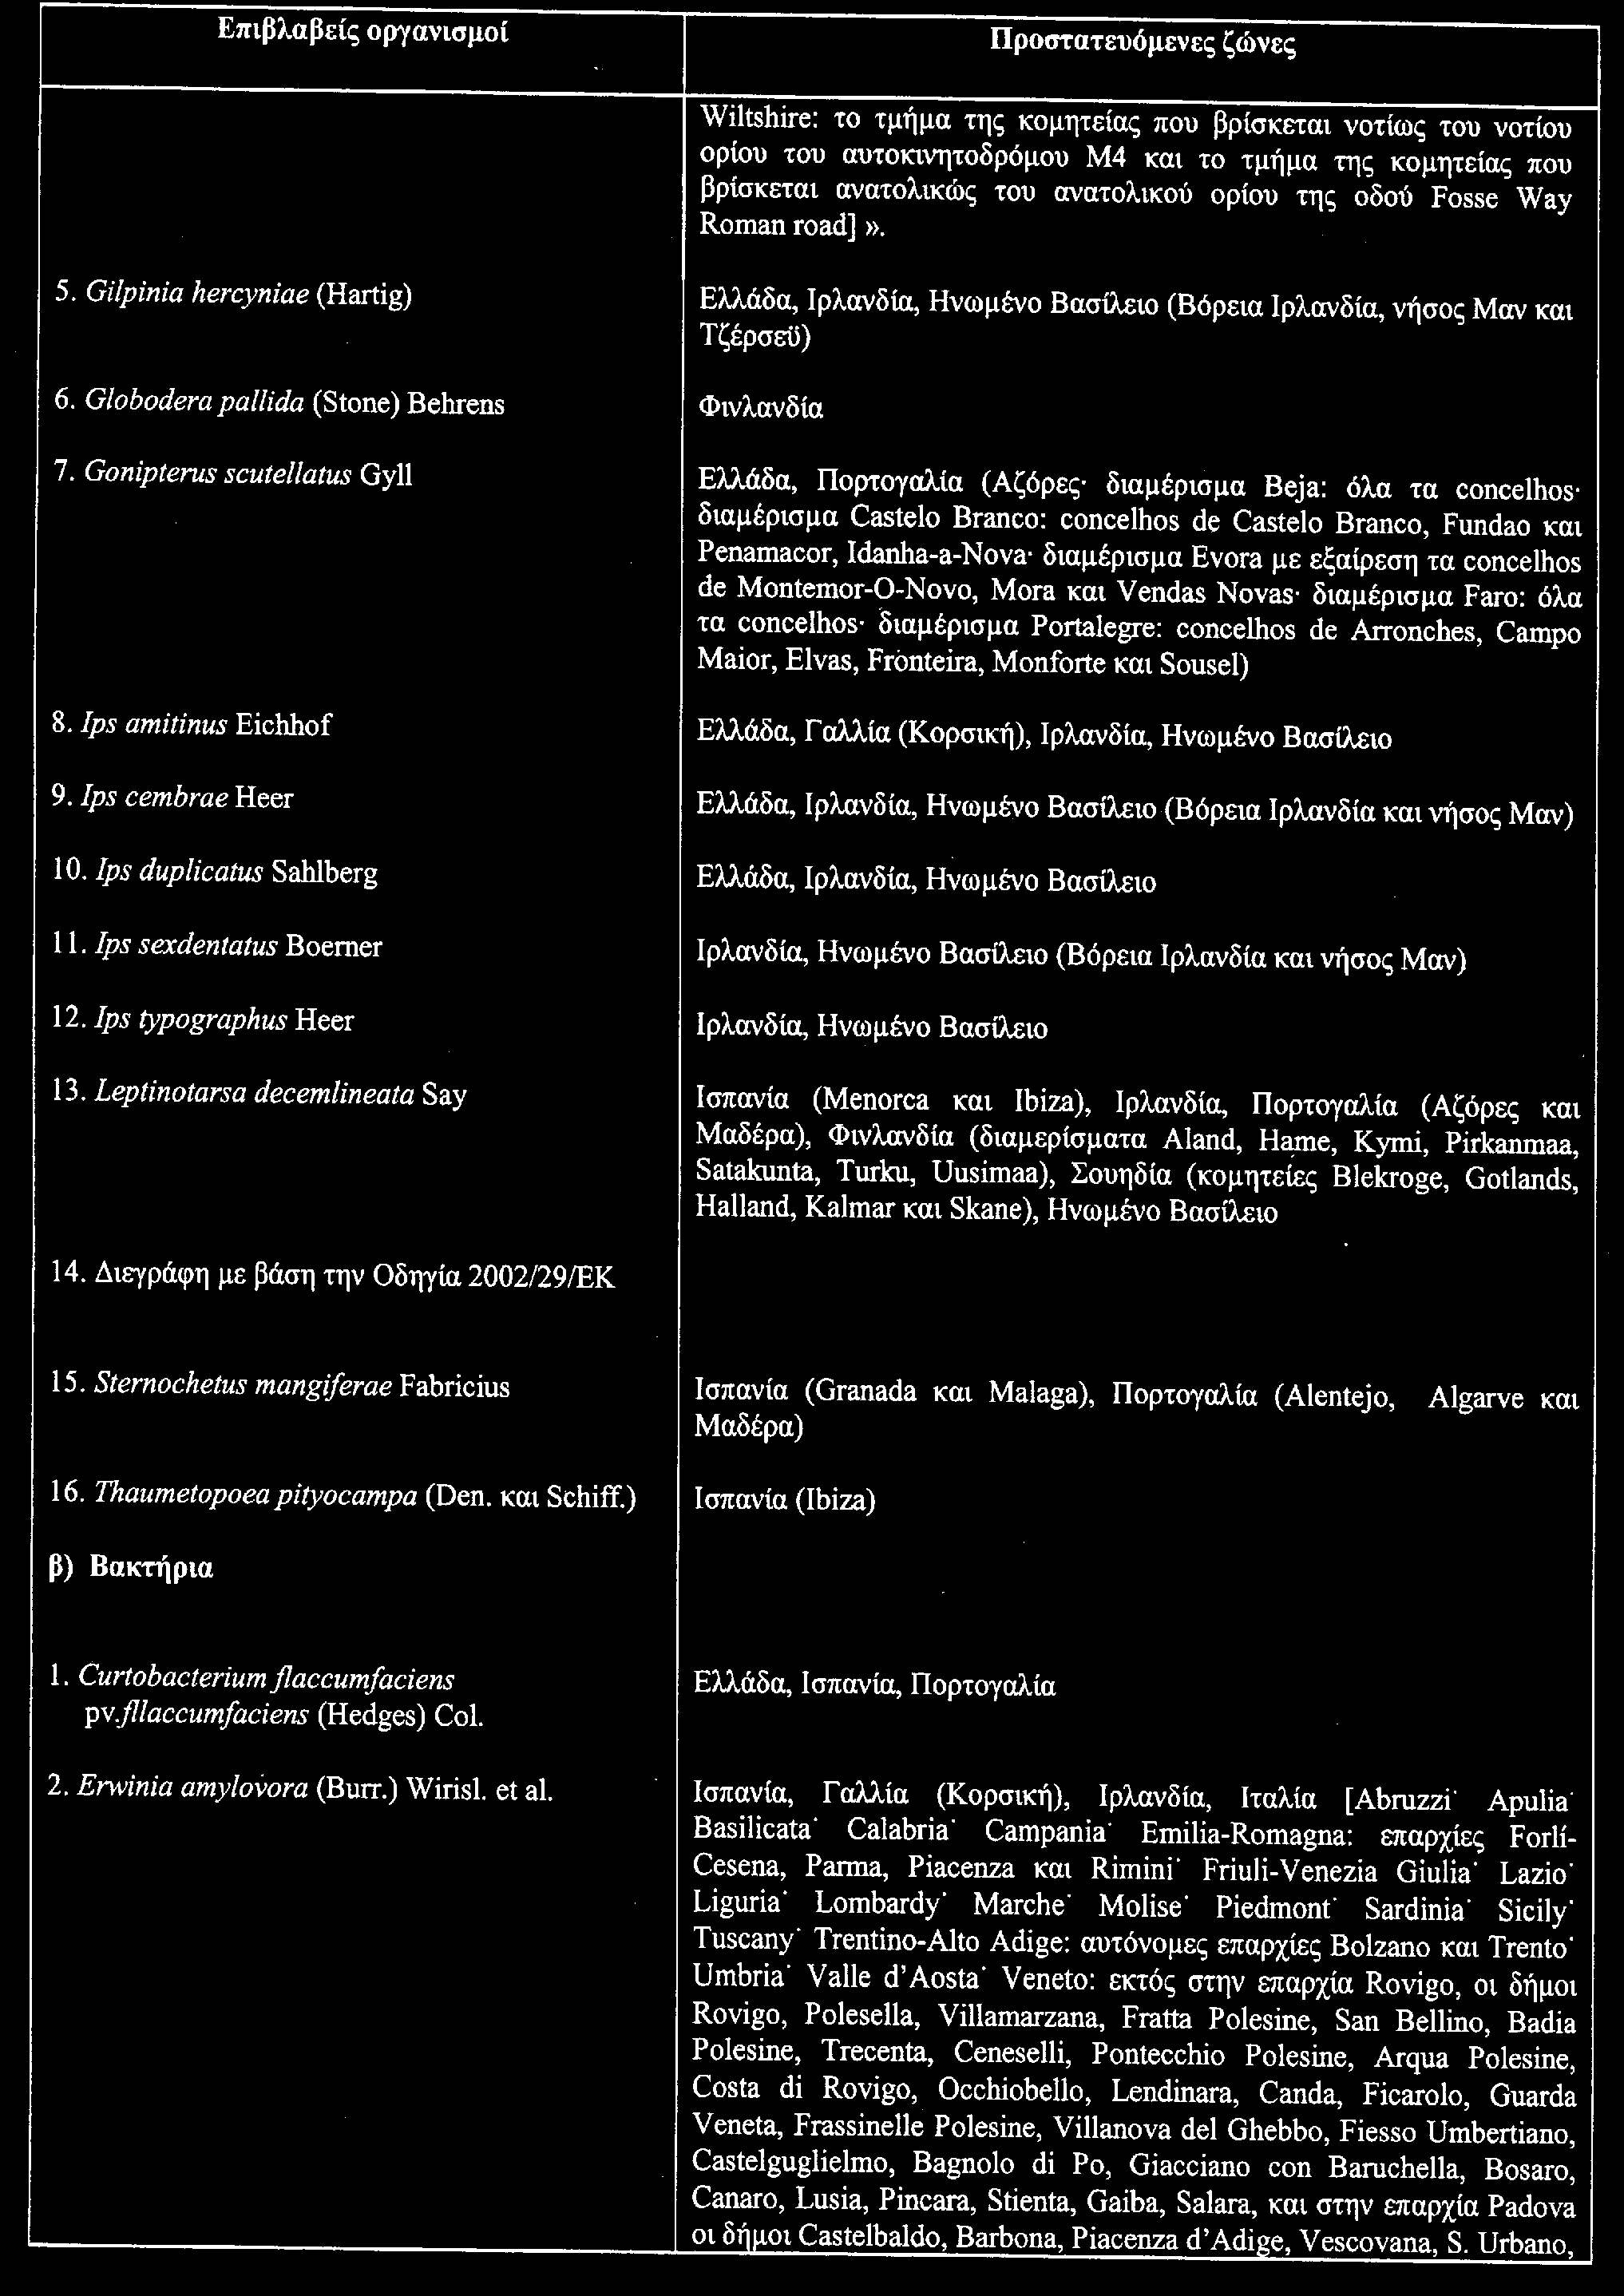 Επιβλαβείς οργανισμοί
Προστατευόμενες ζώνες
Wiltshire: το τμήμα της κομητείας που βρίσκεται νοτίως του νοτίου
ορίου του αυτοκινητοδρόμου M4 και το τμήμα της κομητείας που
βρίσκεται ανατολικώς του ανατολικού ορίου της οδού Fosse Way
Roman road] ».
5. Gilpinia hercyniae (Hartig)
Ελλάδα, Ιρλανδία, Ηνωμένο Βασίλειο (Βόρεια Ιρλανδία, νήσος Μαν και
Τζέρσεϋ)
6. Globodera pallida (Stone) Behrens
Φινλανδία
7. Gonipterus scutellatus Gyll
Ελλάδα, Πορτογαλία (Αζόρες· διαμέρισμα Beja: όλα τα concelhos·
διαμέρισμα Castelo Branco: concelhos de Castelo Branco, Fundao και
Penamacor, Idanha-a-Nova· διαμέρισμα Evora με εξαίρεση τα concelhos
de Montemor-O-Novo, Mora και Vendas Novas· διαμέρισμα Faro: όλα
τα concelhos· διαμέρισμα Portalegre: concelhos de Arronches, Campo
Maior, Elvas, Fronteira, Monforte και Sousel)
8. Ips amitinus Eichhof
Ελλάδα, Γαλλία (Κορσική), Ιρλανδία, Ηνωμένο Βασίλειο
9. Ips cembrae Heer
Ελλάδα, Ιρλανδία, Ηνωμένο Βασίλειο (Βόρεια Ιρλανδία και νήσος Μαν)
10. Ips duplicatus Sahlberg
Ελλάδα, Ιρλανδία, Ηνωμένο Βασίλειο
11. Ips sexdentatus Boerner
Ιρλανδία, Ηνωμένο Βασίλειο (Βόρεια Ιρλανδία και νήσος Μαν)
12. Ips typographus Heer
Ιρλανδία, Ηνωμένο Βασίλειο
13. Leptinotarsa decemlineata Say
Ισπανία (Menorca και Ibiza), Ιρλανδία, Πορτογαλία (Αζόρες και
Μαδέρα), Φινλανδία (διαμερίσματα Aland, Hame, Kymi, Pirkanmaa,
Satakunta, Turku, Uusimaa), Σουηδία (κομητείες Blekroge, Gotlands,
Halland, Kalmar και Skane), Ηνωμένο Βασίλειο
14. Διεγράφη με βάση την Οδηγία 2002/29/ΕΚ
15. Sternochetus mangiferae Fabricius
Ισπανία (Granada και Malaga), Πορτογαλία (Alentejo, Algarve και
Μαδέρα)
16. Thaumetopoea pityocampa (Den. και Schiff.)
Ισπανία (Ibiza)
β) Βακτήρια
1. Curtobacterium flaccumfaciens
pv.fllaccumfaciens (Hedges) Col.
Ελλάδα, Ισπανία, Πορτογαλία
2. Erwinia amylovora (Burr.) Wirisl. et al.
Ισπανία, Γαλλία (Κορσική), Ιρλανδία, Ιταλία [Abruzzi· Apulia·
Basilicata· Calabria· Campania· Emilia-Romagna: επαρχίες Forlí-
Cesena, Parma, Piacenza και Rimini· Friuli-Venezia Giulia· Lazio·
Liguria· Lombardy· Marche· Molise· Piedmont· Sardinia· Sicily·
Tuscany· Trentino-Alto Adige: αυτόνομες επαρχίες Bolzano και Trento·
Umbria· Valle d’Aosta· Veneto: εκτός στην επαρχία Rovigo, οι δήμοι
Rovigo, Polesella, Villamarzana, Fratta Polesine, San Bellino, Badia
Polesine, Trecenta, Ceneselli, Pontecchio Polesine, Arqua Polesine,
Costa di Rovigo, Occhiobello, Lendinara, Canda, Ficarolo, Guarda
Veneta, Frassinelle Polesine, Villanova del Ghebbo, Fiesso Umbertiano,
Castelguglielmo, Bagnolo di Po, Giacciano con Baruchella, Bosaro,
Canaro, Lusia, Pincara, Stienta, Gaiba, Salara, και στην επαρχία Padova
οι δήμοι Castelbaldo, Barbona, Piacenza d’Adige, Vescovana, S. Urbano,